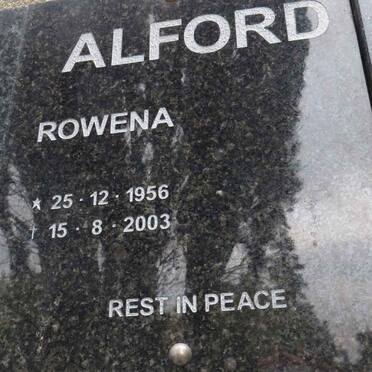 ALFORD
ROWENA
* 25 · 12 · 1956
† 15 · 8 · 2003
REST IN PEACE